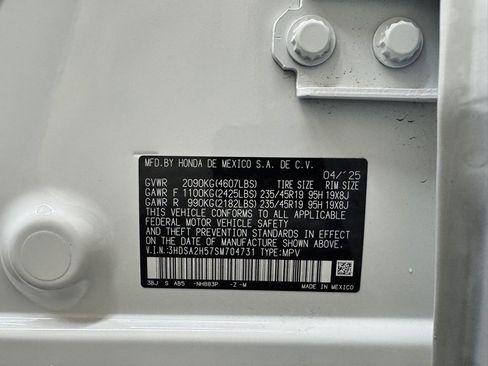 MFD.BY HONDA DE MEXICO S.A. DE C.V.
04/'25
GVWR 2090KG(4607LBS) TIRE SIZE RIM SIZE
GAWR F 1100KG(2425LBS) 235/45R19 95H 19X8J
GAWR R 990KG(2182LBS) 235/45R19 95H 19X8J
THIS VEHICLE CONFORMS TO ALL APPLICABLE
FEDERAL MOTOR VEHICLE SAFETY
AND THEFT PREVENTION STANDARDS
IN EFFECT ON THE DATE OF MANUFACTURE
SHOWN ABOVE.
V.I.N:3HDSA2H57SM704731 TYPE:MPV
38J S AB5 -NH883P -Z -M MADE IN MEXICO